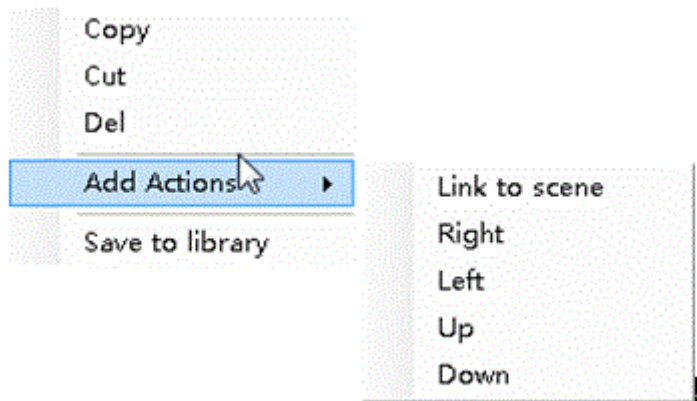 Copy
Cut
Del
Add Actions
Save to library
Link to scene
Right
Left
Up
Down